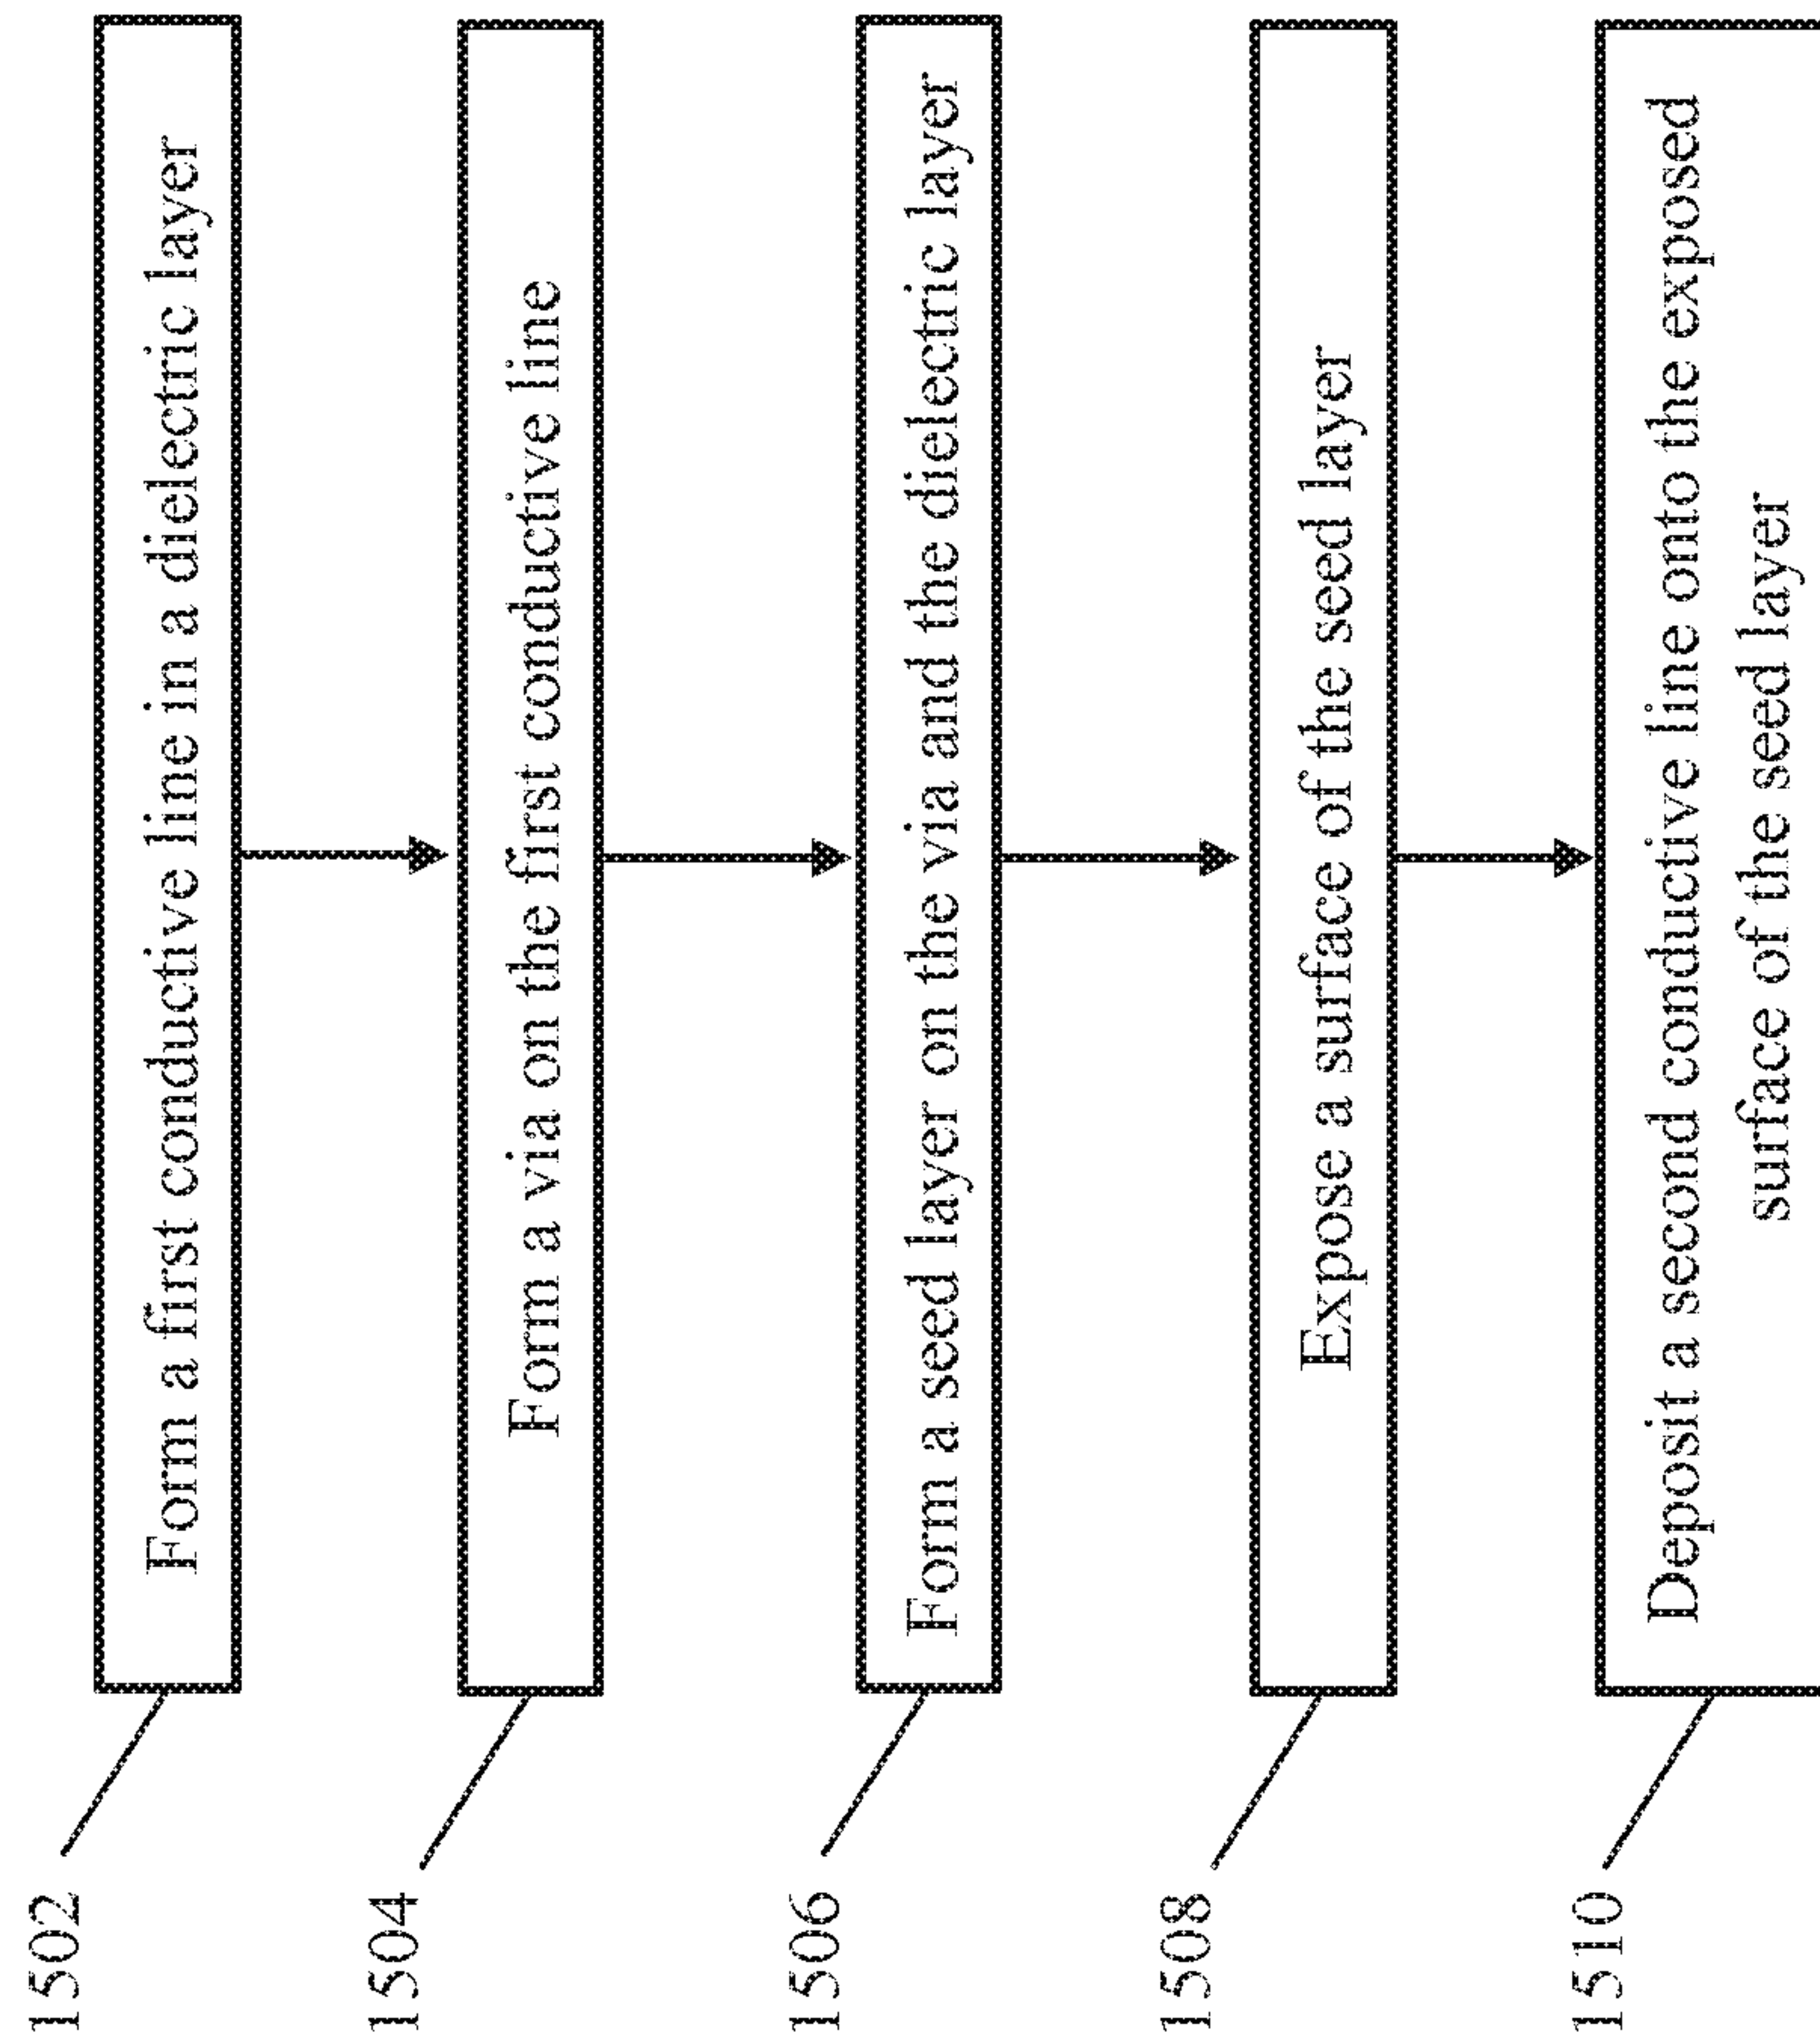 1502
Form a first conductive line in a dielectric layer
1504
Form a via on the first conductive line
1506
Form a seed layer on the via and the dielectric layer
1508
Expose a surface of the seed layer
1510
Deposit a second conductive line onto the exposed
surface of the seed layer